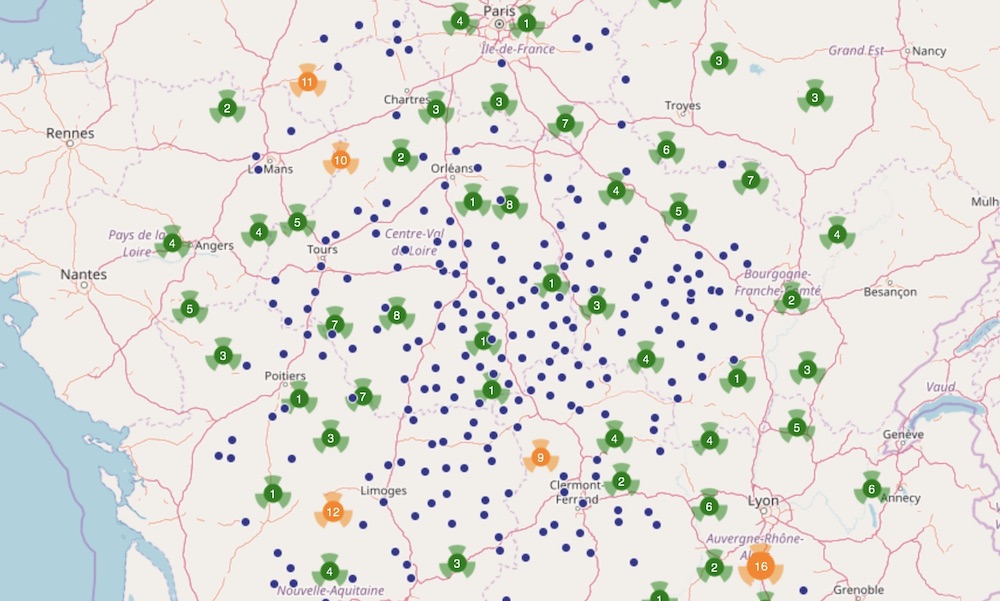 Paris
4
1
Île-de-France
3
Grand Est
Nancy
11
2
Chartres
3
3
7
Troyes
3
Rennes
10
2
6
Le Mans
Orléans
7
1
8
4
5
5
4
4
Pays de la
Loire
Angers
Centre-Val
de Loire
Tours
4
Mulh
Nantes
Bourgogne-
Franche-Comté
2
Besançon
1
3
5
7
8
3
1
4
1
3
Poitiers
1
7
1
Vaud
3
4
4
5
Genève
9
1
Limoges
Clermont-
Ferrand
2
6
Lyon
6
Annecy
12
Auvergne-Rhône-
Al
4
3
2
16
Nouvelle-Aquitaine
1
Grenoble